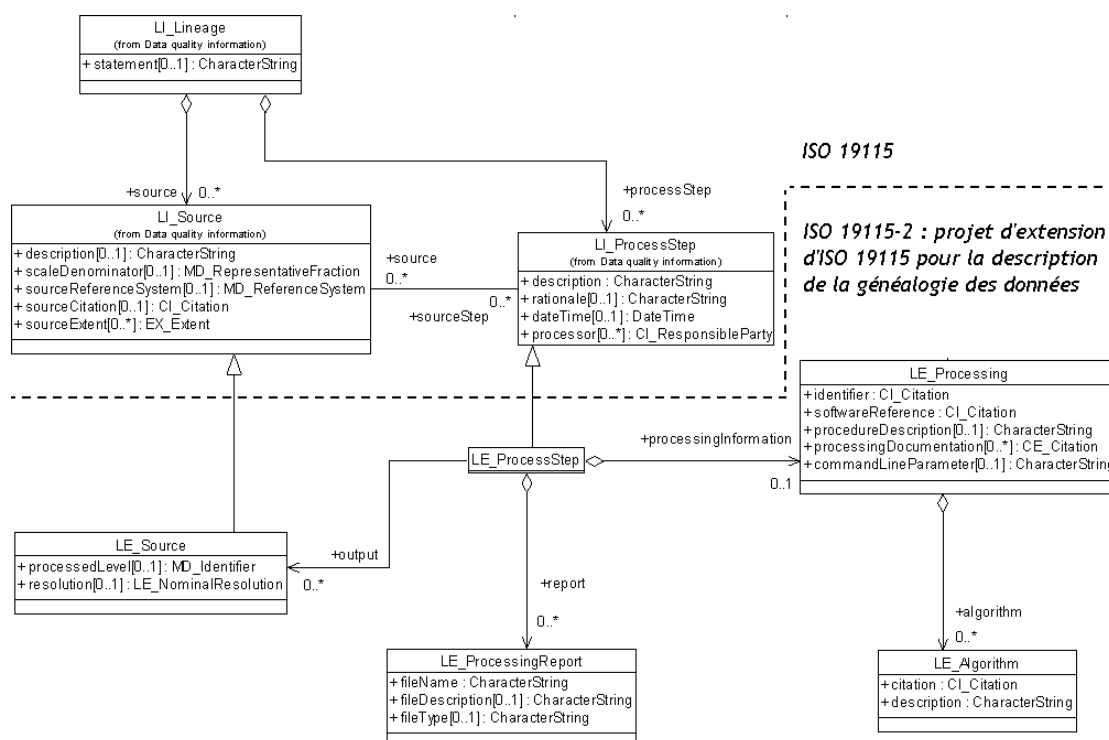 LI_Lineage
(from Data quality information)
+ statement[0..1] : CharacterString
ISO 19115
+source
0..*
+processStep
0..*
LI_Source
(from Data quality information)
+ description[0..1] : CharacterString
+ scaleDenominator[0..1] : MD_RepresentativeFraction
+ sourceReferenceSystem[0..1] : MD_ReferenceSystem
+ sourceCitation[0..1] : CI_Citation
+ sourceExtent[0..*] : EX_Extent
+source
0..*
0..*
+sourceStep
LI_ProcessStep
(from Data quality information)
+ description : CharacterString
+ rationale[0..1] : CharacterString
+ dateTime[0..1] : DateTime
+ processor[0..*] : CI_ResponsibleParty
ISO 19115-2 : projet d'extension
d'ISO 19115 pour la description
de la généalogie des données
LE_Processing
+ identifier : CI_Citation
+ softwareReference : CI_Citation
+ procedureDescription[0..1] : CharacterString
+ processingDocumentation[0..*] : CE_Citation
+ commandLineParameter[0..1] : CharacterString
LE_ProcessStep
+processingInformation
0..1
LE_Source
+ processedLevel[0..1] : MD_Identifier
+ resolution[0..1] : LE_NominalResolution
+output
0..*
+report
0..*
+algorithm
0..*
LE_ProcessingReport
+ fileName : CharacterString
+ fileDescription[0..1] : CharacterString
+ fileType[0..1] : CharacterString
LE_Algorithm
+ citation : CI_Citation
+ description : CharacterString